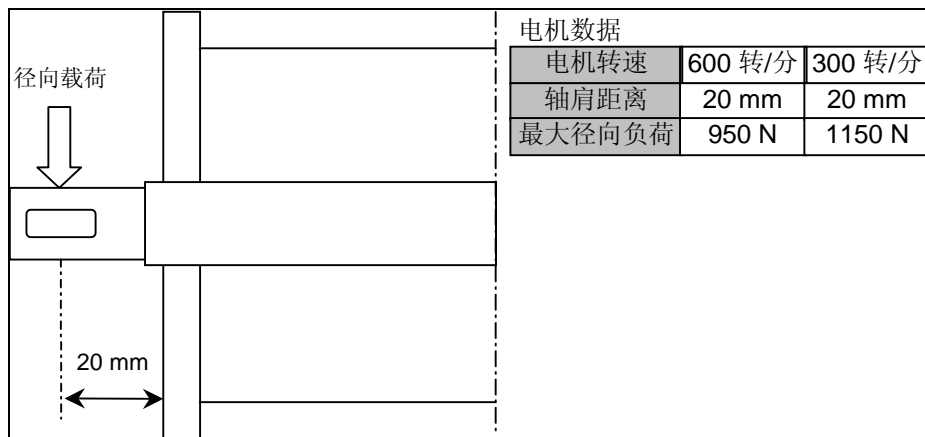 径向载荷
20 mm
电机数据
电机转速 600 转/分 300 转/分
轴肩距离 20 mm 20 mm
最大径向负荷 950 N 1150 N